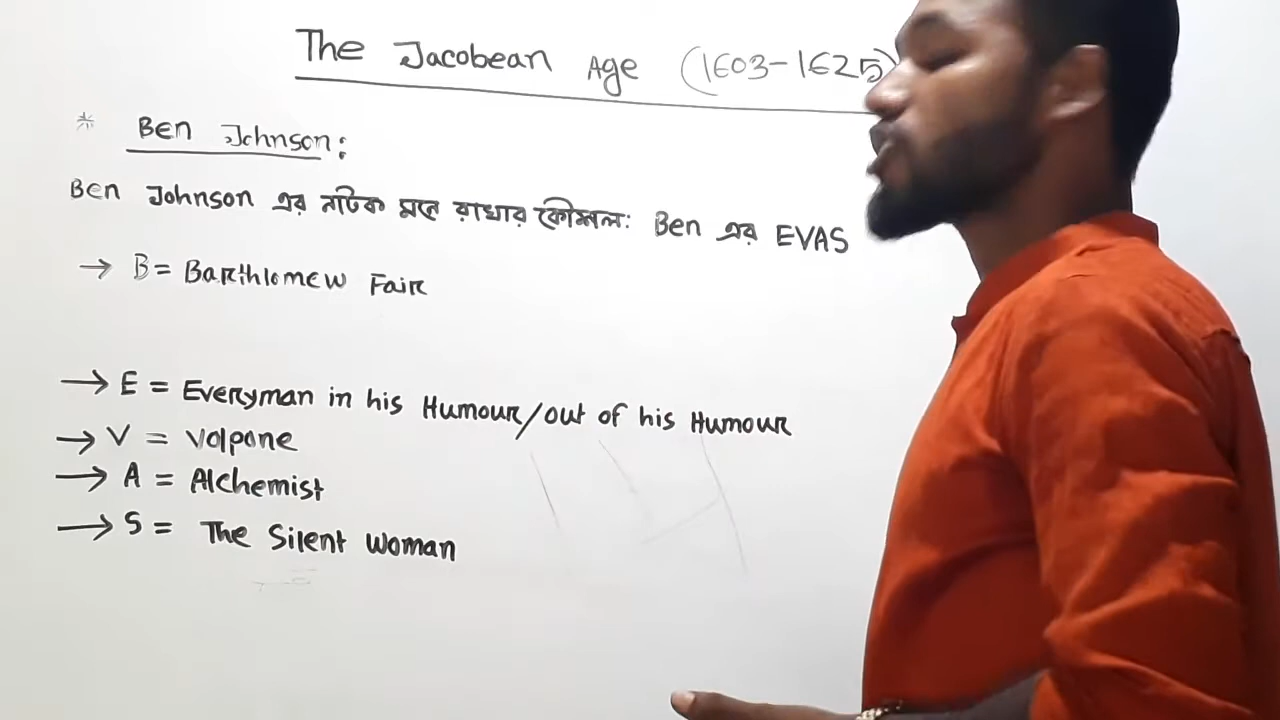 The Jacobean Age (1603-1625)
* Ben Johnson:
Ben Johnson এর নাটক মনে রাখার কৌশল: Ben এর EVAS
→ B = Barthlomew Fair
→ E = Everyman in his Humour/out of his Humour
→ V = Volpone
→ A = Alchemist
→ S = The Silent Woman